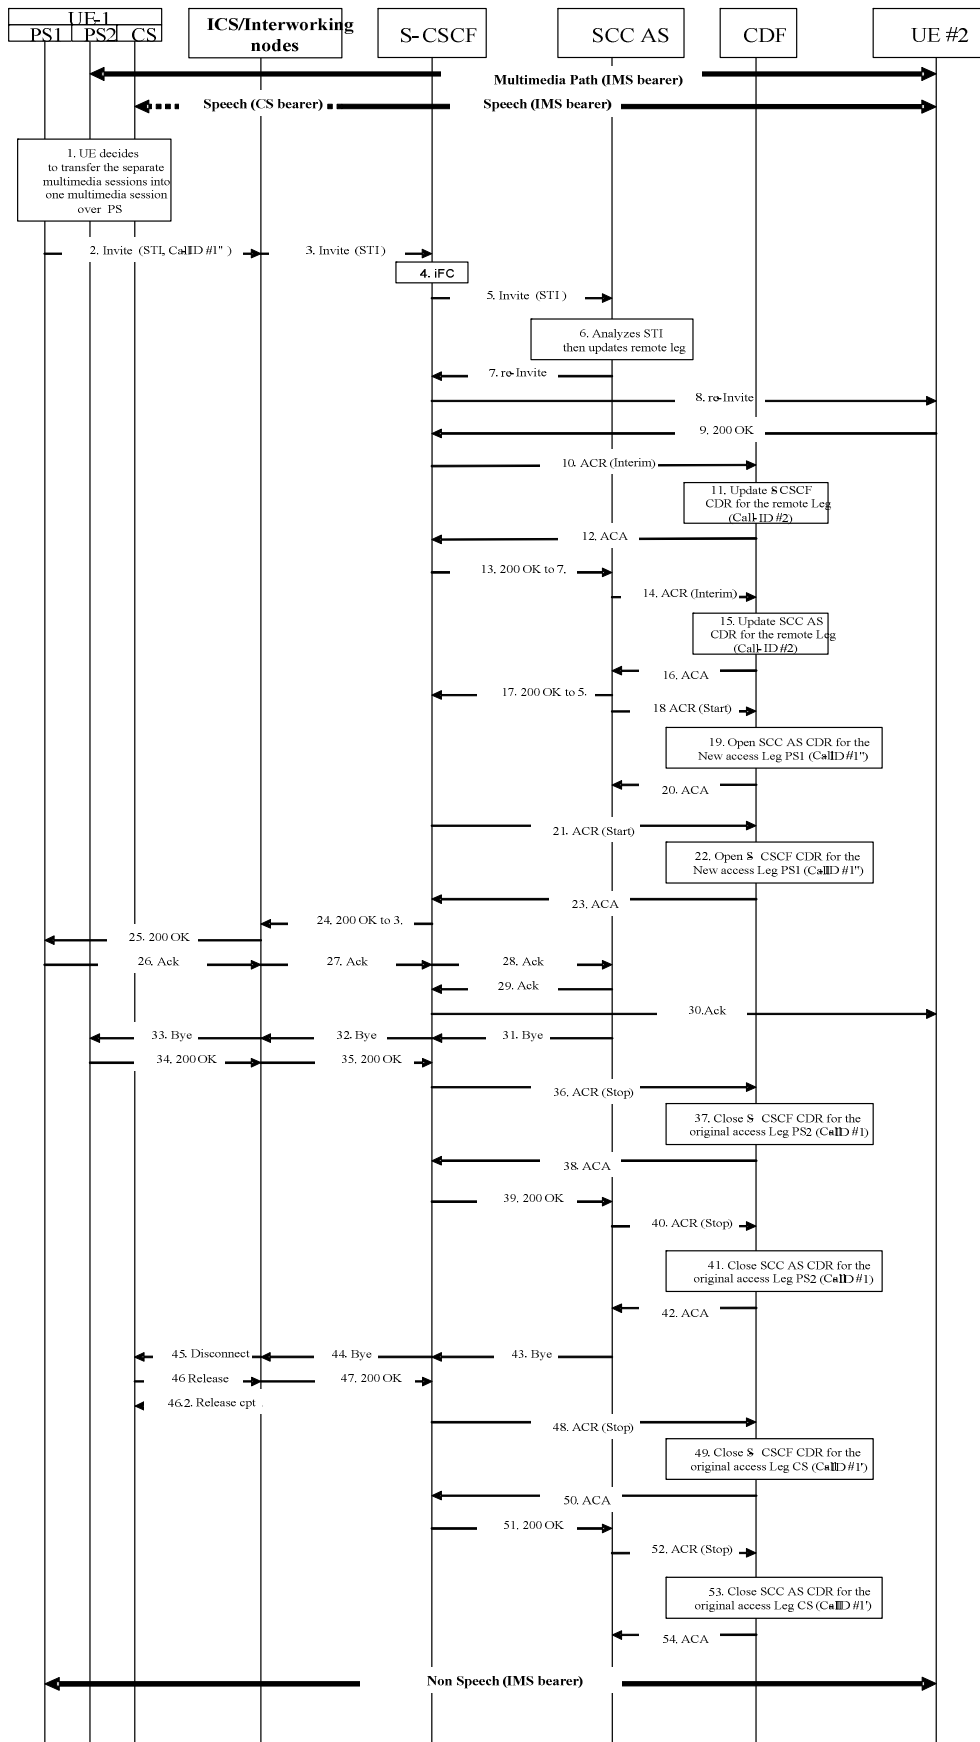 UE-1
PS1 PS2 CS
ICS/Interworking
nodes
S-CSCF
SCC AS
CDF
UE #2
Multimedia Path (IMS bearer)
Speech (CS bearer)
Speech (IMS bearer)
1. UE decides
to transfer the separate
multimedia sessions into
one multimedia session
over PS
2. Invite (STI, Call-ID #1")
3. Invite (STI)
4. iFC
5. Invite (STI)
6. Analyzes STI
then updates remote leg
7. re-Invite
8. re-Invite
9. 200 OK
10. ACR (Interim)
11. Update S-CSCF
CDR for the remote Leg
(Call-ID #2)
12. ACA
13. 200 OK to 7.
14. ACR (Interim)
15. Update SCC AS
CDR for the remote Leg
(Call-ID #2)
16. ACA
17. 200 OK to 5.
18 ACR (Start)
19. Open SCC AS CDR for the
New access Leg PS1 (Call-ID #1")
20. ACA
21. ACR (Start)
22. Open S-CSCF CDR for the
New access Leg PS1 (Call-ID #1")
23. ACA
24. 200 OK to 3.
25. 200 OK
26. Ack
27. Ack
28. Ack
29. Ack
30.Ack
31. Bye
32. Bye
33. Bye
34. 200 OK
35. 200 OK
36. ACR (Stop)
37. Close S-CSCF CDR for the
original access Leg PS2 (Call-ID #1)
38. ACA
39. 200 OK
40. ACR (Stop)
41. Close SCC AS CDR for the
original access Leg PS2 (Call-ID #1)
42. ACA
43. Bye
44. Bye
45. Disconnect
46 Release
47. 200 OK
46.2. Release cpt
48. ACR (Stop)
49. Close S-CSCF CDR for the
original access Leg CS (Call-ID #1')
50. ACA
51. 200 OK
52. ACR (Stop)
53. Close SCC AS CDR for the
original access Leg CS (Call-ID #1')
54. ACA
Non Speech (IMS bearer)